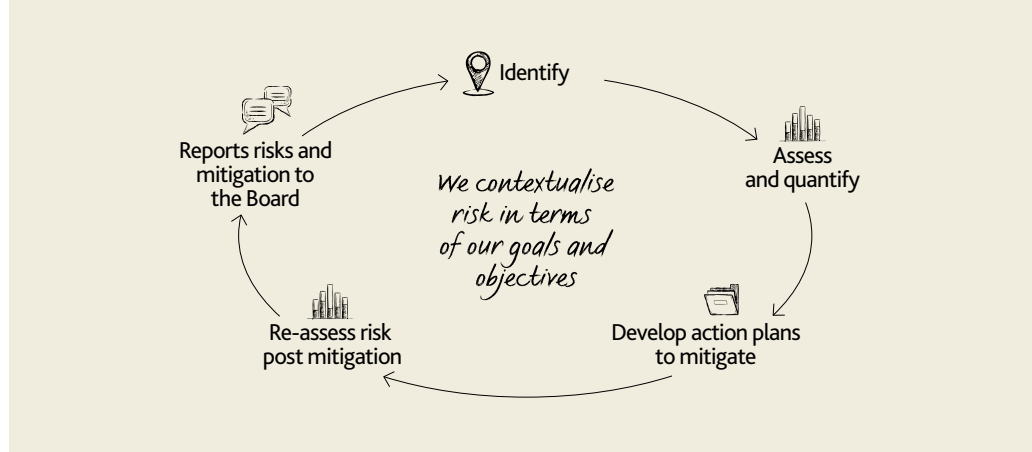 Identify
Assess
and quantify
Develop action plans
to mitigate
Re-assess risk
post mitigation
Reports risks and
mitigation to
the Board
We contextualise
risk in terms
of our goals and
objectives